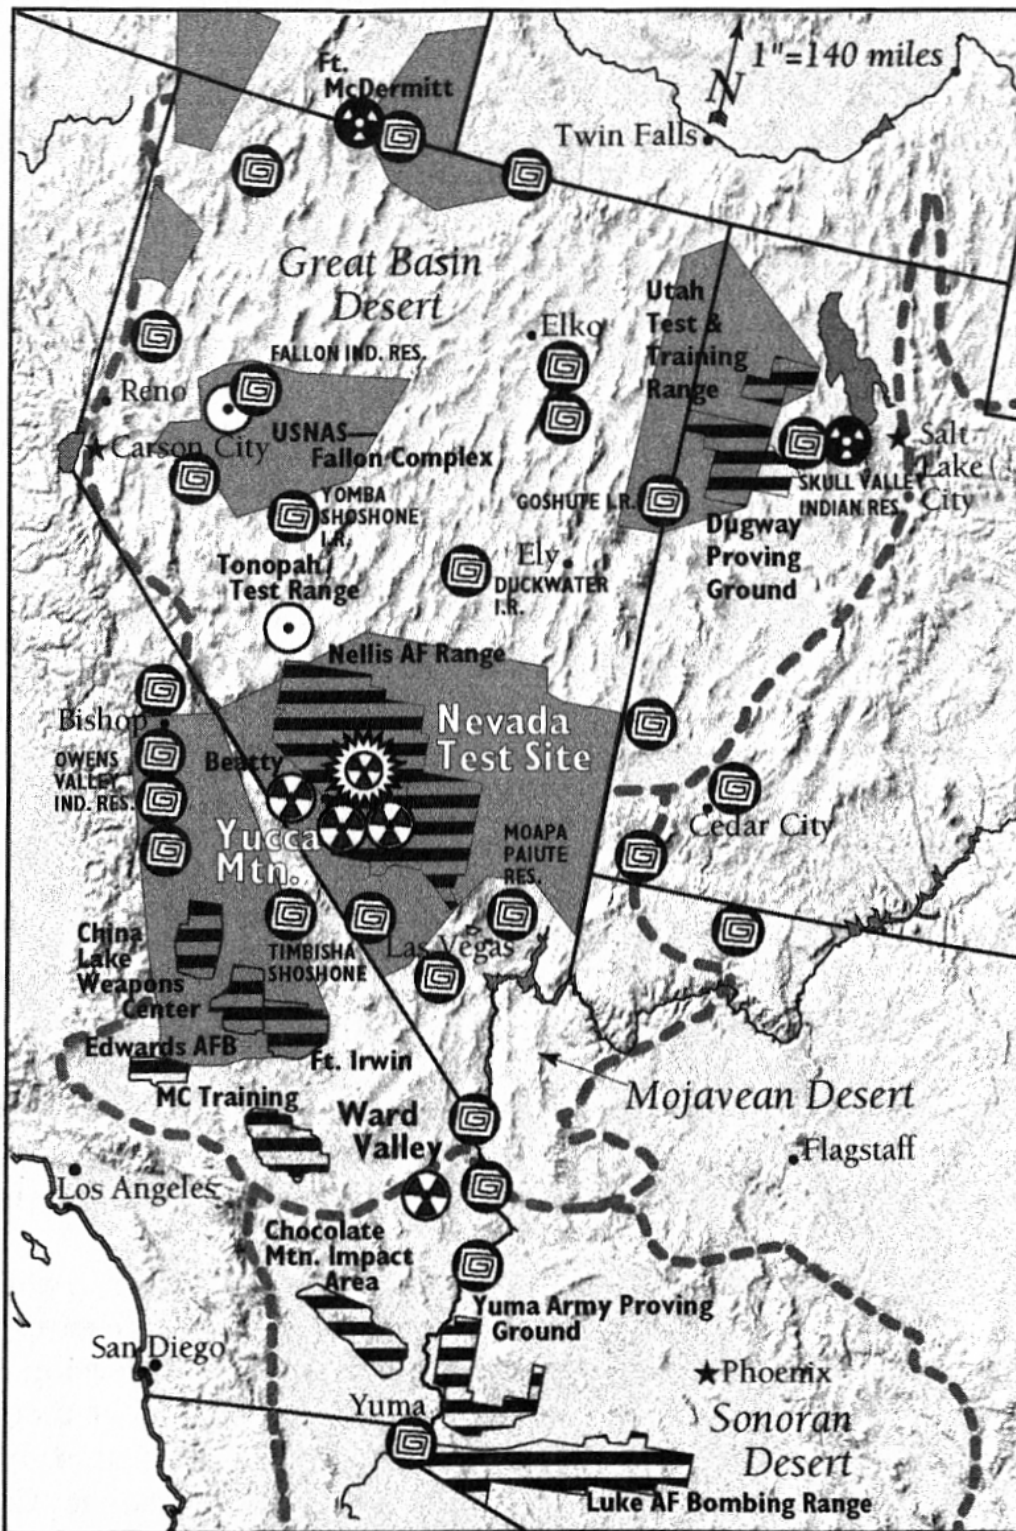 1"=140 miles
N
Ft.
McDermitt
Twin Falls
Great Basin
Desert
Utah
Test &
Training
Range
Elko
FALLON IND. RES.
Reno
Carson City
USNAS—
Fallon Complex
Salt
Lake
City
SKULL VALLEY
INDIAN RES.
YOMBA
SHOSHONE
I.R.
GOSHUTE I.R.
Dugway
Proving
Ground
Tonopah
Test Range
Ely
DUCKWATER
I.R.
Nellis AF Range
Bishop
Nevada
Test Site
OWENS
VALLEY
IND. RES.
Beatty
Yucca
Mtn.
MOAPA
PAIUTE
RES.
Cedar City
China
Lake
Weapons
Center
TIMBISHA
SHOSHONE
Las Vegas
Edwards AFB
Ft. Irwin
MC Training
Ward
Valley
Mojavean Desert
Flagstaff
Los Angeles
Chocolate
Mtn. Impact
Area
Yuma Army Proving
Ground
San Diego
Phoenix
Yuma
Sonoran
Desert
Luke AF Bombing Range